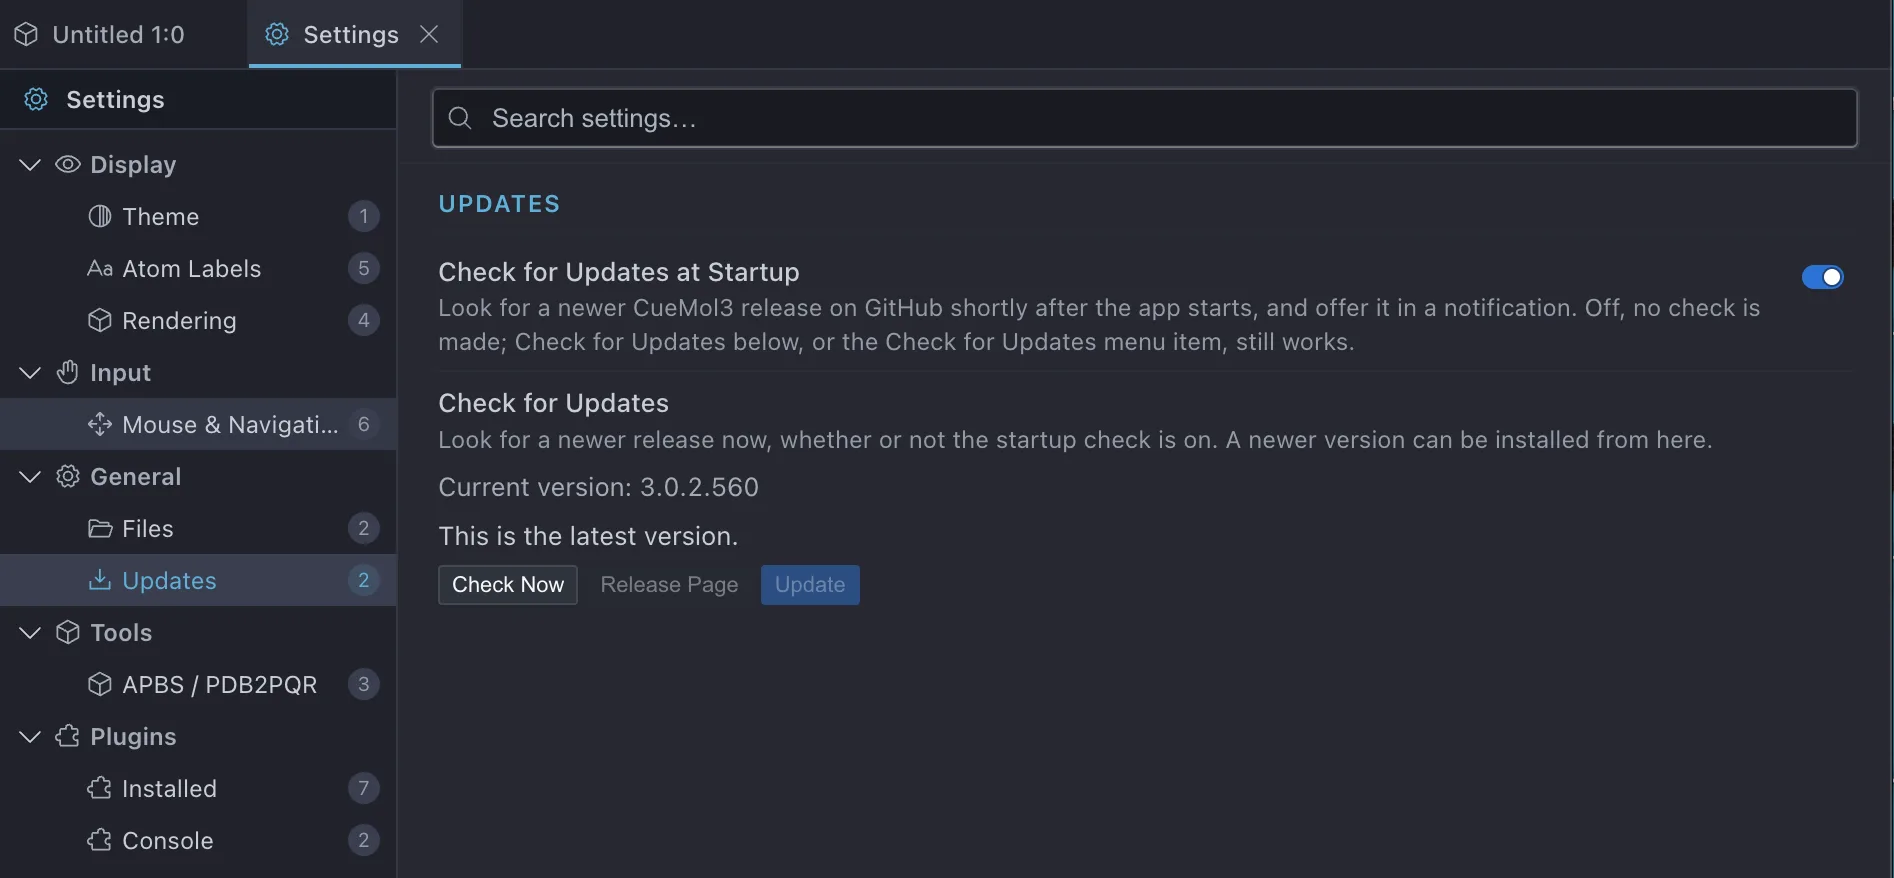 Untitled 1:0
Settings
Settings
Search settings…
Display
Theme 1
Atom Labels 5
Rendering 4
Input
Mouse & Navigati… 6
General
Files 2
Updates 2
Tools
APBS / PDB2PQR 3
Plugins
Installed 7
Console 2
UPDATES
Check for Updates at Startup
Look for a newer CueMol3 release on GitHub shortly after the app starts, and offer it in a notification. Off, no check is
made; Check for Updates below, or the Check for Updates menu item, still works.
Check for Updates
Look for a newer release now, whether or not the startup check is on. A newer version can be installed from here.
Current version: 3.0.2.560
This is the latest version.
Check Now Release Page Update